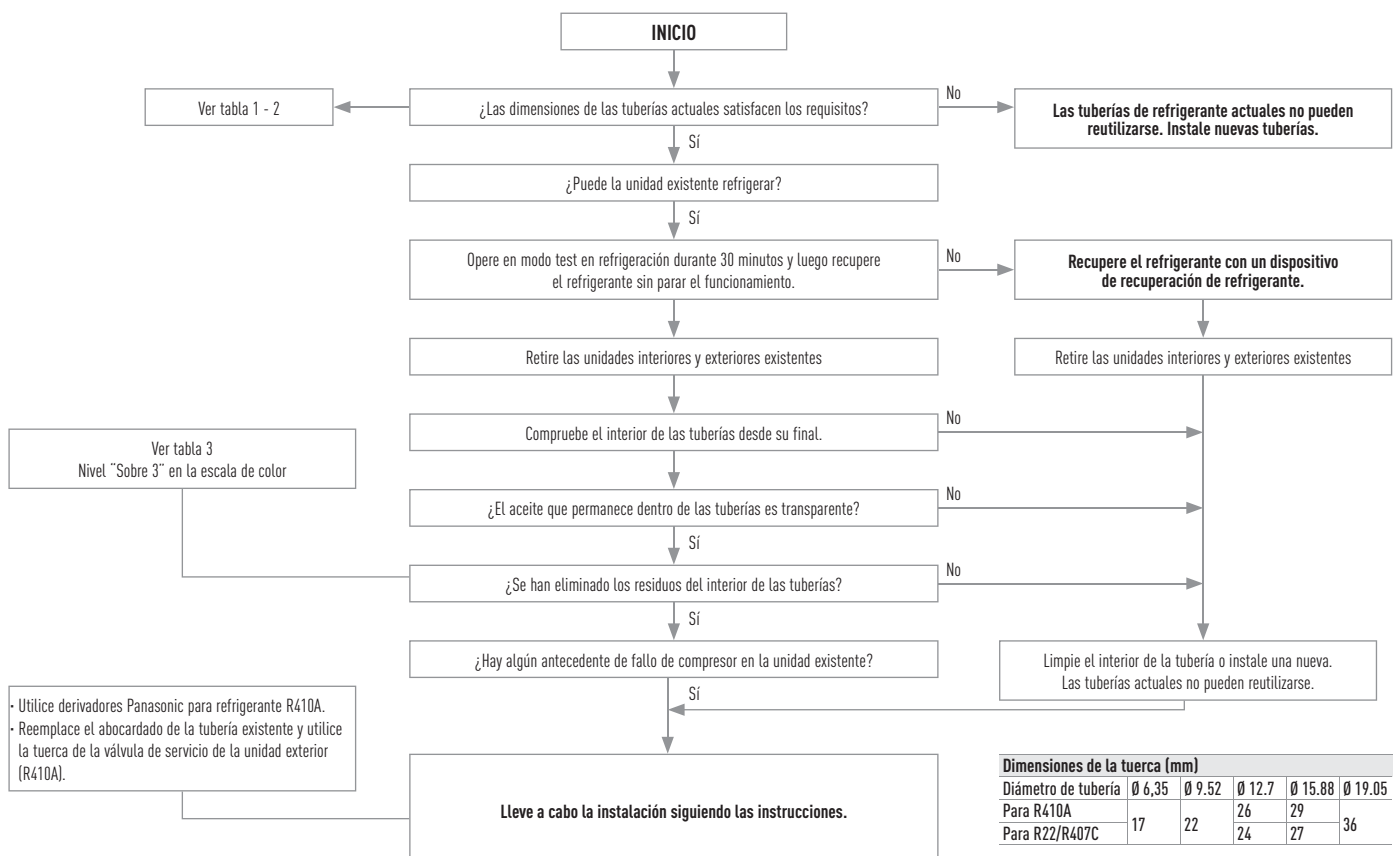 INICIO
Ver tabla 1 - 2
¿Las dimensiones de las tuberías actuales satisfacen los requisitos?
No
Las tuberías de refrigerante actuales no pueden
reutilizarse. Instale nuevas tuberías.
Sí
¿Puede la unidad existente refrigerar?
Sí
Opere en modo test en refrigeración durante 30 minutos y luego recupere
el refrigerante sin parar el funcionamiento.
No
Recupere el refrigerante con un dispositivo
de recuperación de refrigerante.
Retire las unidades interiores y exteriores existentes
Retire las unidades interiores y exteriores existentes
Compruebe el interior de las tuberías desde su final.
No
Ver tabla 3
Nivel ¨Sobre 3¨ en la escala de color
¿El aceite que permanece dentro de las tuberías es transparente?
No
Sí
¿Se han eliminado los residuos del interior de las tuberías?
No
Sí
¿Hay algún antecedente de fallo de compresor en la unidad existente?
Limpie el interior de la tubería o instale una nueva.
Las tuberías actuales no pueden reutilizarse.
Sí
· Utilice derivadores Panasonic para refrigerante R410A.
· Reemplace el abocardado de la tubería existente y utilice
la tuerca de la válvula de servicio de la unidad exterior
(R410A).
Lleve a cabo la instalación siguiendo las instrucciones.
Dimensiones de la tuerca (mm)
Diámetro de tubería Ø 6,35 Ø 9.52 Ø 12.7 Ø 15.88 Ø 19.05
Para R410A 17 22 26 29 36
Para R22/R407C 24 27